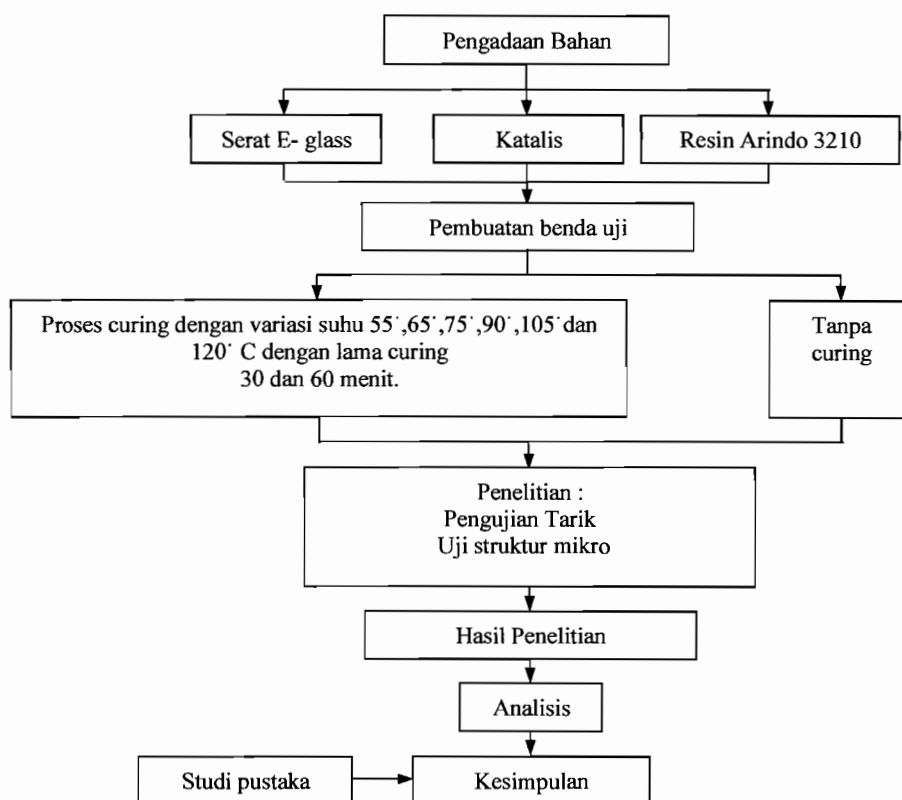 Pengadaan Bahan
Serat E- glass
Katalis
Resin Arindo 3210
Pembuatan benda uji
Proses curing dengan variasi suhu 55˙,65˙,75˙,90˙,105˙dan
120˙ C dengan lama curing
30 dan 60 menit.
Tanpa
curing
Penelitian :
Pengujian Tarik
Uji struktur mikro
Hasil Penelitian
Analisis
Studi pustaka
Kesimpulan